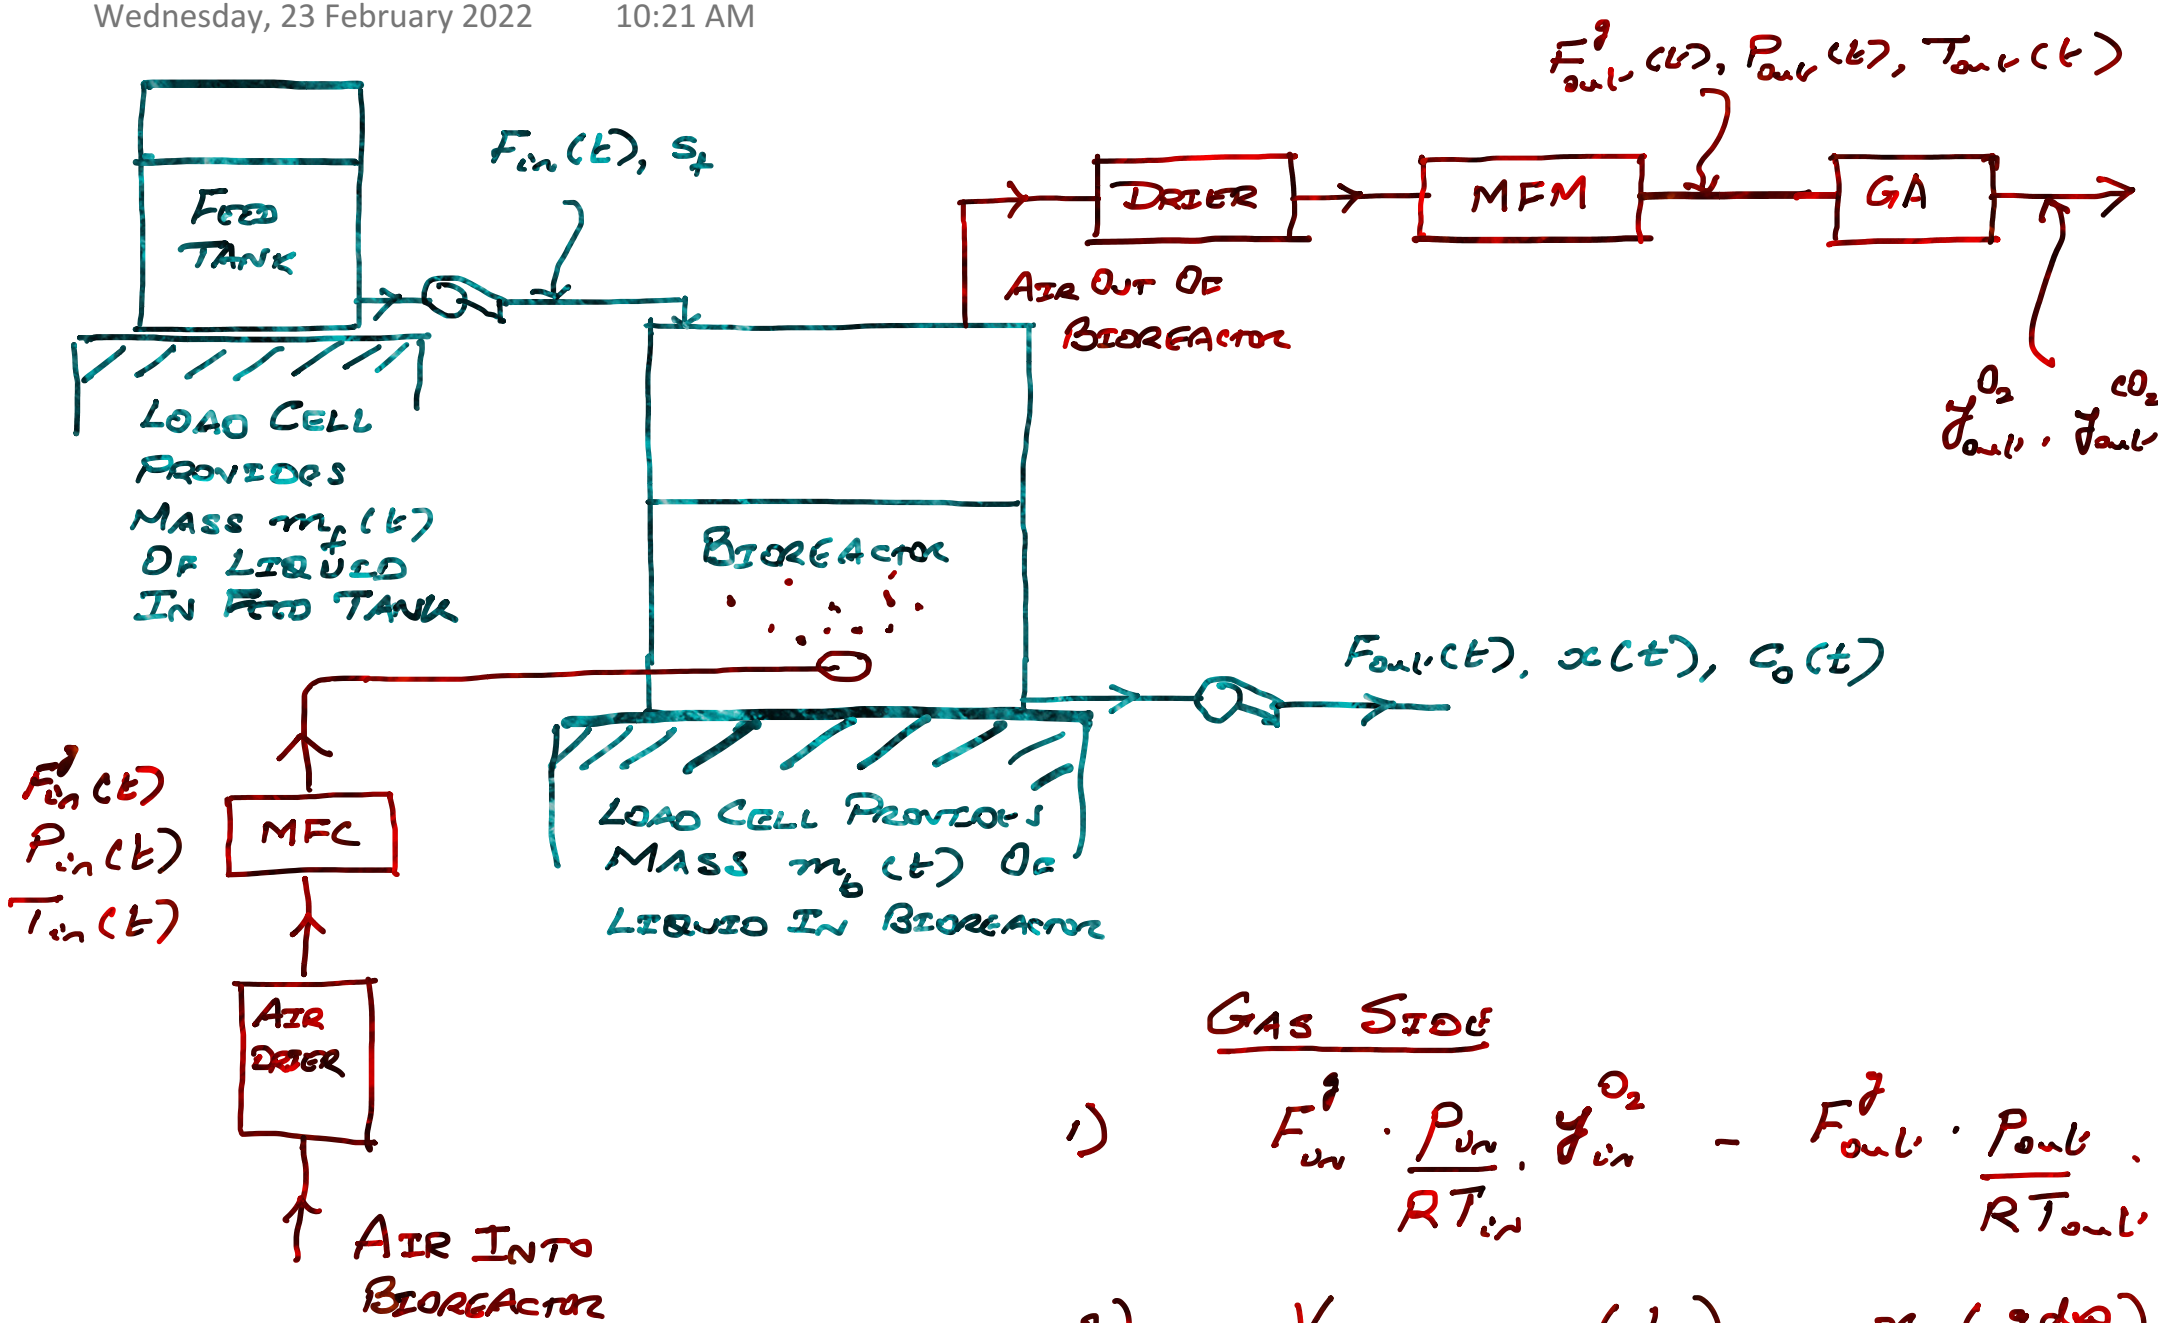 Wednesday, 23 February 2022 10:21 AM
F^g_out(t), P_out(t), T_out(t)
F_in(t), s_f
FEED
TANK
DRIER
MFM
GA
AIR OUT OF
BIOREACTOR
y^O2_out, y^CO2_out
LOAD CELL
PROVIDES
MASS m_f(t)
OF LIQUID
IN FEED TANK
BIOREACTOR
F_out(t), x(t), c_o(t)
F^g_in(t)
P_in(t)
T_in(t)
MFC
LOAD CELL PROVIDES
MASS m_b(t) OF
LIQUID IN BIOREACTOR
AIR
DRIER
AIR INTO
BIOREACTOR
GAS SIDE
1) F^g_in · P_in/RT_in · y^O2_in - F^g_out · P_out/RT_out ·